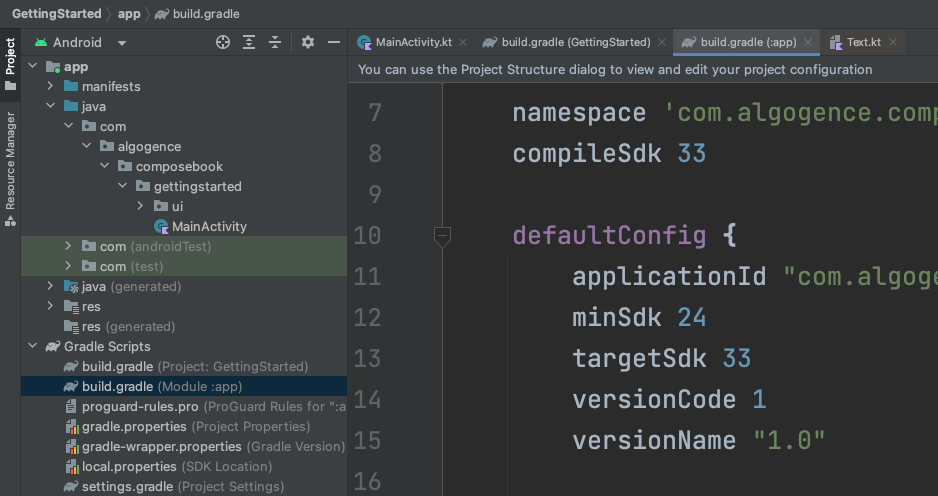 GettingStarted app build.gradle
Project
Resource Manager
Android
app
manifests
java
com
algogence
composebook
gettingstarted
ui
MainActivity
com (androidTest)
com (test)
java (generated)
res
res (generated)
Gradle Scripts
build.gradle (Project: GettingStarted)
build.gradle (Module :app)
proguard-rules.pro (ProGuard Rules for ":a
gradle.properties (Project Properties)
gradle-wrapper.properties (Gradle Version)
local.properties (SDK Location)
settings.gradle (Project Settings)
MainActivity.kt build.gradle (GettingStarted) build.gradle (:app) Text.kt
You can use the Project Structure dialog to view and edit your project configuration
7 namespace 'com.algogence.comp
8 compileSdk 33
9
10 defaultConfig {
11 applicationId "com.algoge
12 minSdk 24
13 targetSdk 33
14 versionCode 1
15 versionName "1.0"
16